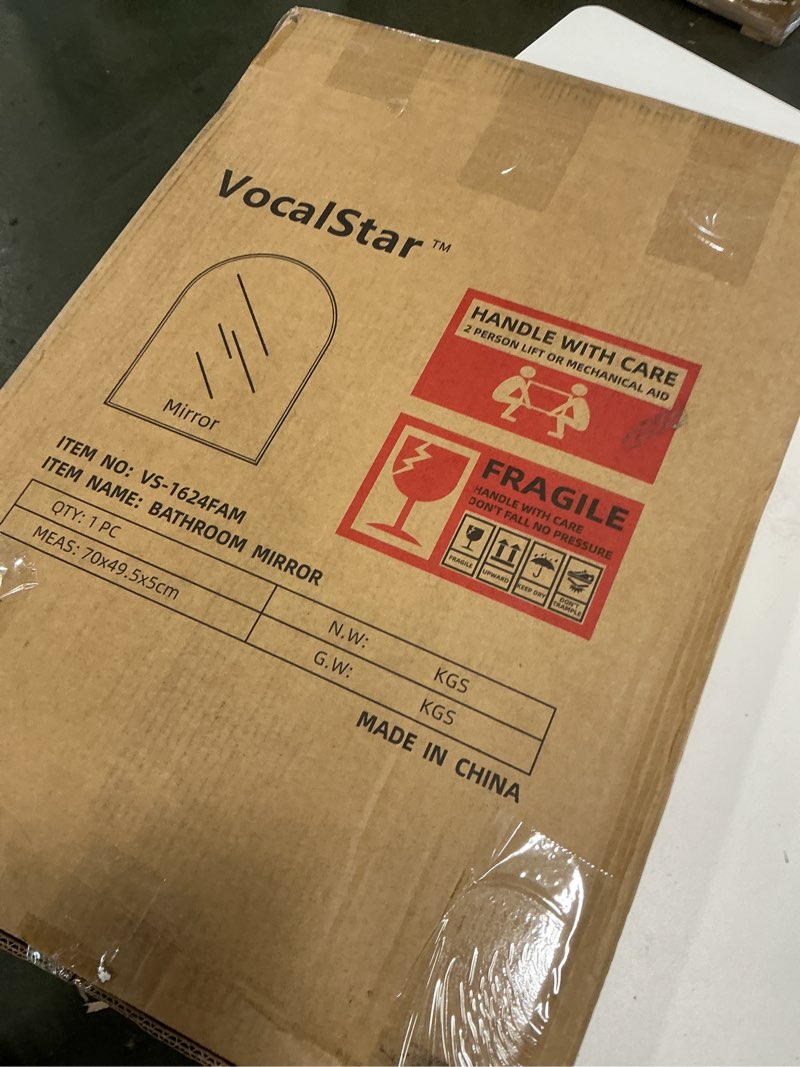 VocalStar™
Mirror
HANDLE WITH CARE
2 PERSON LIFT OR MECHANICAL AID
FRAGILE
HANDLE WITH CARE
DON'T FALL NO PRESSURE
FRAGILE
UPWARD
KEEP DRY
DON'T
TRAMPLE
ITEM NO: VS-1624FAM
ITEM NAME: BATHROOM MIRROR
QTY: 1 PC
MEAS: 70x49.5x5cm
N.W: KGS
G.W: KGS
MADE IN CHINA